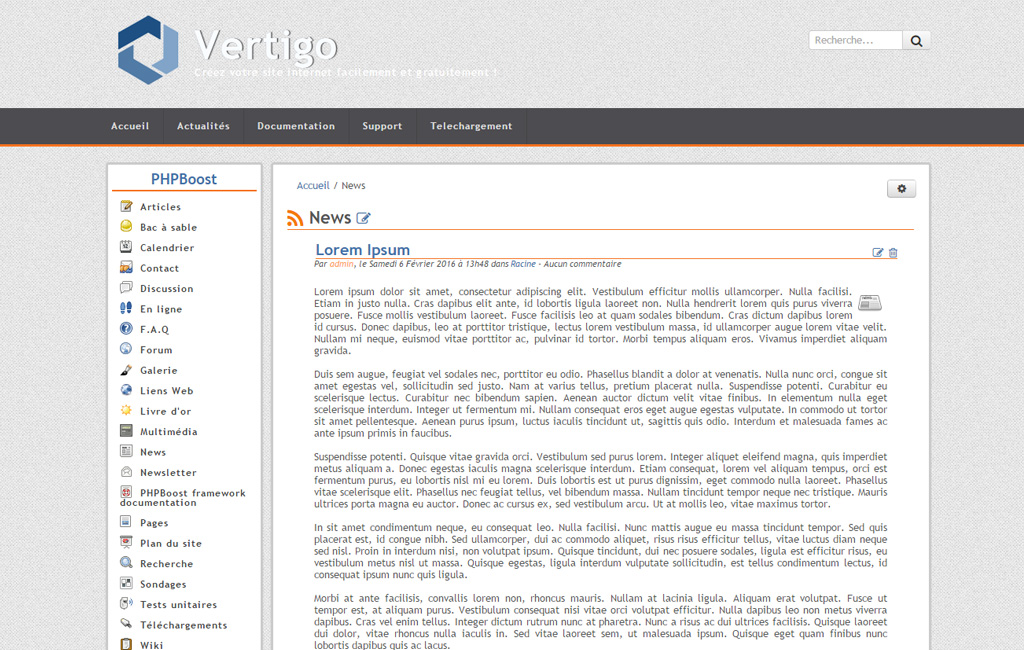 Vertigo
Créez votre site internet facilement et gratuitement !
Recherche...
Accueil
Actualités
Documentation
Support
Telechargement
PHPBoost
Articles
Bac à sable
Calendrier
Contact
Discussion
En ligne
F.A.Q
Forum
Galerie
Liens Web
Livre d'or
Multimédia
News
Newsletter
PHPBoost framework
documentation
Pages
Plan du site
Recherche
Sondages
Tests unitaires
Téléchargements
Wiki
Accueil / News
News
Lorem Ipsum
Par admin, le Samedi 6 Février 2016 à 13h48 dans Racine - Aucun commentaire
Lorem ipsum dolor sit amet, consectetur adipiscing elit. Vestibulum efficitur mollis ullamcorper. Nulla facilisi.
Etiam in justo nulla. Cras dapibus elit ante, id lobortis ligula laoreet non. Nulla hendrerit lorem quis purus viverra
posuere. Fusce mollis vestibulum laoreet. Fusce facilisis leo at quam sodales bibendum. Cras dictum dapibus lorem
id cursus. Donec dapibus, leo at porttitor tristique, lectus lorem vestibulum massa, id ullamcorper augue lorem vitae velit.
Nullam mi neque, euismod vitae porttitor ac, pulvinar id tortor. Morbi tempus aliquam eros. Vivamus imperdiet aliquam
gravida.
Duis sem augue, feugiat vel sodales nec, porttitor eu odio. Phasellus blandit a dolor at venenatis. Nulla nunc orci, congue sit
amet egestas vel, sollicitudin sed justo. Nam at varius tellus, pretium placerat nulla. Suspendisse potenti. Curabitur eu
scelerisque lectus. Curabitur nec bibendum sapien. Aenean auctor dictum velit vitae finibus. In elementum nulla eget
scelerisque interdum. Integer ut fermentum mi. Nullam consequat eros eget augue egestas vulputate. In commodo ut tortor
sit amet pellentesque. Aenean purus ipsum, luctus iaculis tincidunt ut, sagittis quis odio. Interdum et malesuada fames ac
ante ipsum primis in faucibus.
Suspendisse potenti. Quisque vitae gravida orci. Vestibulum sed purus lorem. Integer aliquet eleifend magna, quis imperdiet
metus aliquam a. Donec egestas iaculis magna scelerisque interdum. Etiam consequat, lorem vel aliquam tempus, orci est
fermentum purus, eu lobortis nisl mi eu lorem. Duis lobortis est ut purus dignissim, eget commodo nulla laoreet. Phasellus
vitae scelerisque elit. Phasellus nec feugiat tellus, vel bibendum massa. Nullam tincidunt tempor neque nec tristique. Mauris
ultrices porta magna eu auctor. Donec ac cursus ex, sed vestibulum arcu. Ut at mollis leo, vitae maximus tortor.
In sit amet condimentum neque, eu consequat leo. Nulla facilisi. Nunc mattis augue eu massa tincidunt tempor. Sed quis
placerat est, id congue nibh. Sed ullamcorper, dui ac commodo aliquet, risus risus efficitur tellus, vitae luctus diam neque
sed nisl. Proin in interdum nisi, non volutpat ipsum. Quisque tincidunt, dui nec posuere sodales, ligula est efficitur risus, eu
vestibulum metus nisl ut massa. Quisque egestas, ligula interdum vulputate sollicitudin, est tellus condimentum lectus, id
consequat ipsum nunc quis ligula.
Morbi at ante facilisis, convallis lorem non, rhoncus mauris. Nullam at lacinia ligula. Aliquam erat volutpat. Fusce ut
tempor est, at aliquam purus. Vestibulum consequat nisi vitae orci volutpat efficitur. Nulla dapibus leo non metus viverra
dapibus. Cras vel enim tellus. Integer dictum rutrum nunc at pharetra. Nunc a risus ac dui ultrices facilisis. Quisque laoreet
dui dolor, vitae rhoncus nulla iaculis in. Sed vitae laoreet sem, ut malesuada ipsum. Quisque eget quam finibus nunc
lobortis dapibus quis ac lacus.